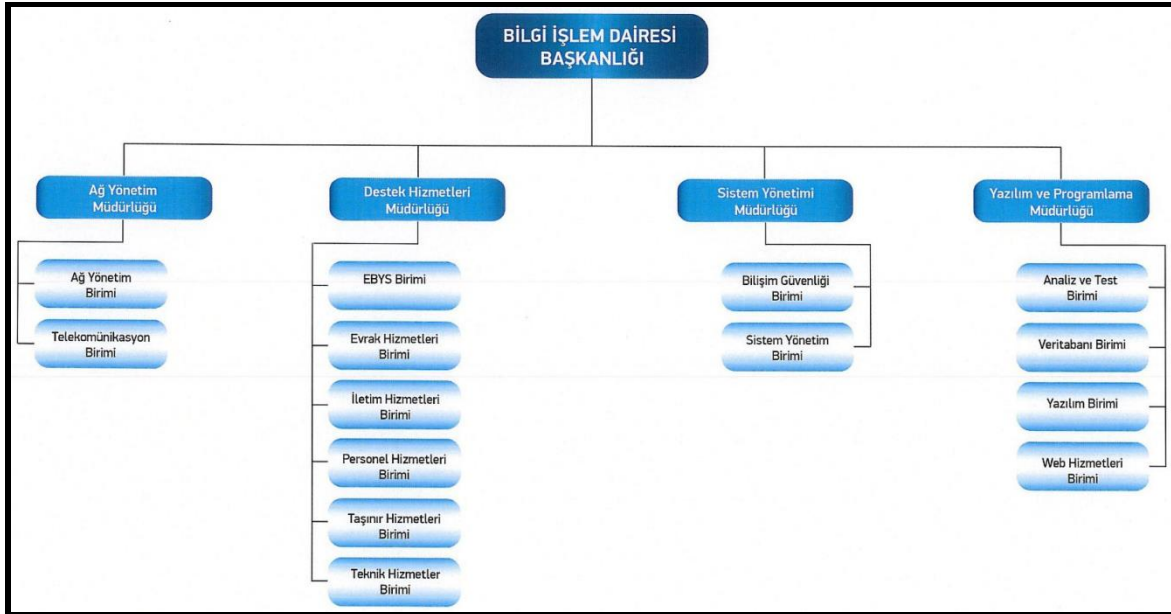 BİLGİ İŞLEM DAİRESİ
BAŞKANLIĞI
Ağ Yönetim
Müdürlüğü
Destek Hizmetleri
Müdürlüğü
Sistem Yönetimi
Müdürlüğü
Yazılım ve Programlama
Müdürlüğü
Ağ Yönetim
Birimi
Telekomünikasyon
Birimi
EBYS Birimi
Evrak Hizmetleri
Birimi
İletim Hizmetleri
Birimi
Personel Hizmetleri
Birimi
Taşınır Hizmetleri
Birimi
Teknik Hizmetler
Birimi
Bilişim Güvenliği
Birimi
Sistem Yönetim
Birimi
Analiz ve Test
Birimi
Veritabanı Birimi
Yazılım Birimi
Web Hizmetleri
Birimi